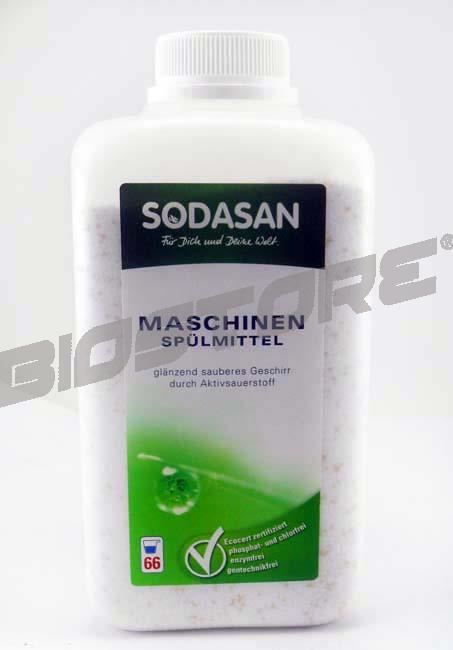 SODASAN
Für Dich und Deine Welt.
BIOSTORE®
MASCHINEN
SPÜLMITTEL
glänzend sauberes Geschirr
durch Aktivsauerstoff
66
Ecocert zertifiziert
phosphat- und chlorfrei
enzymfrei
gentechnikfrei